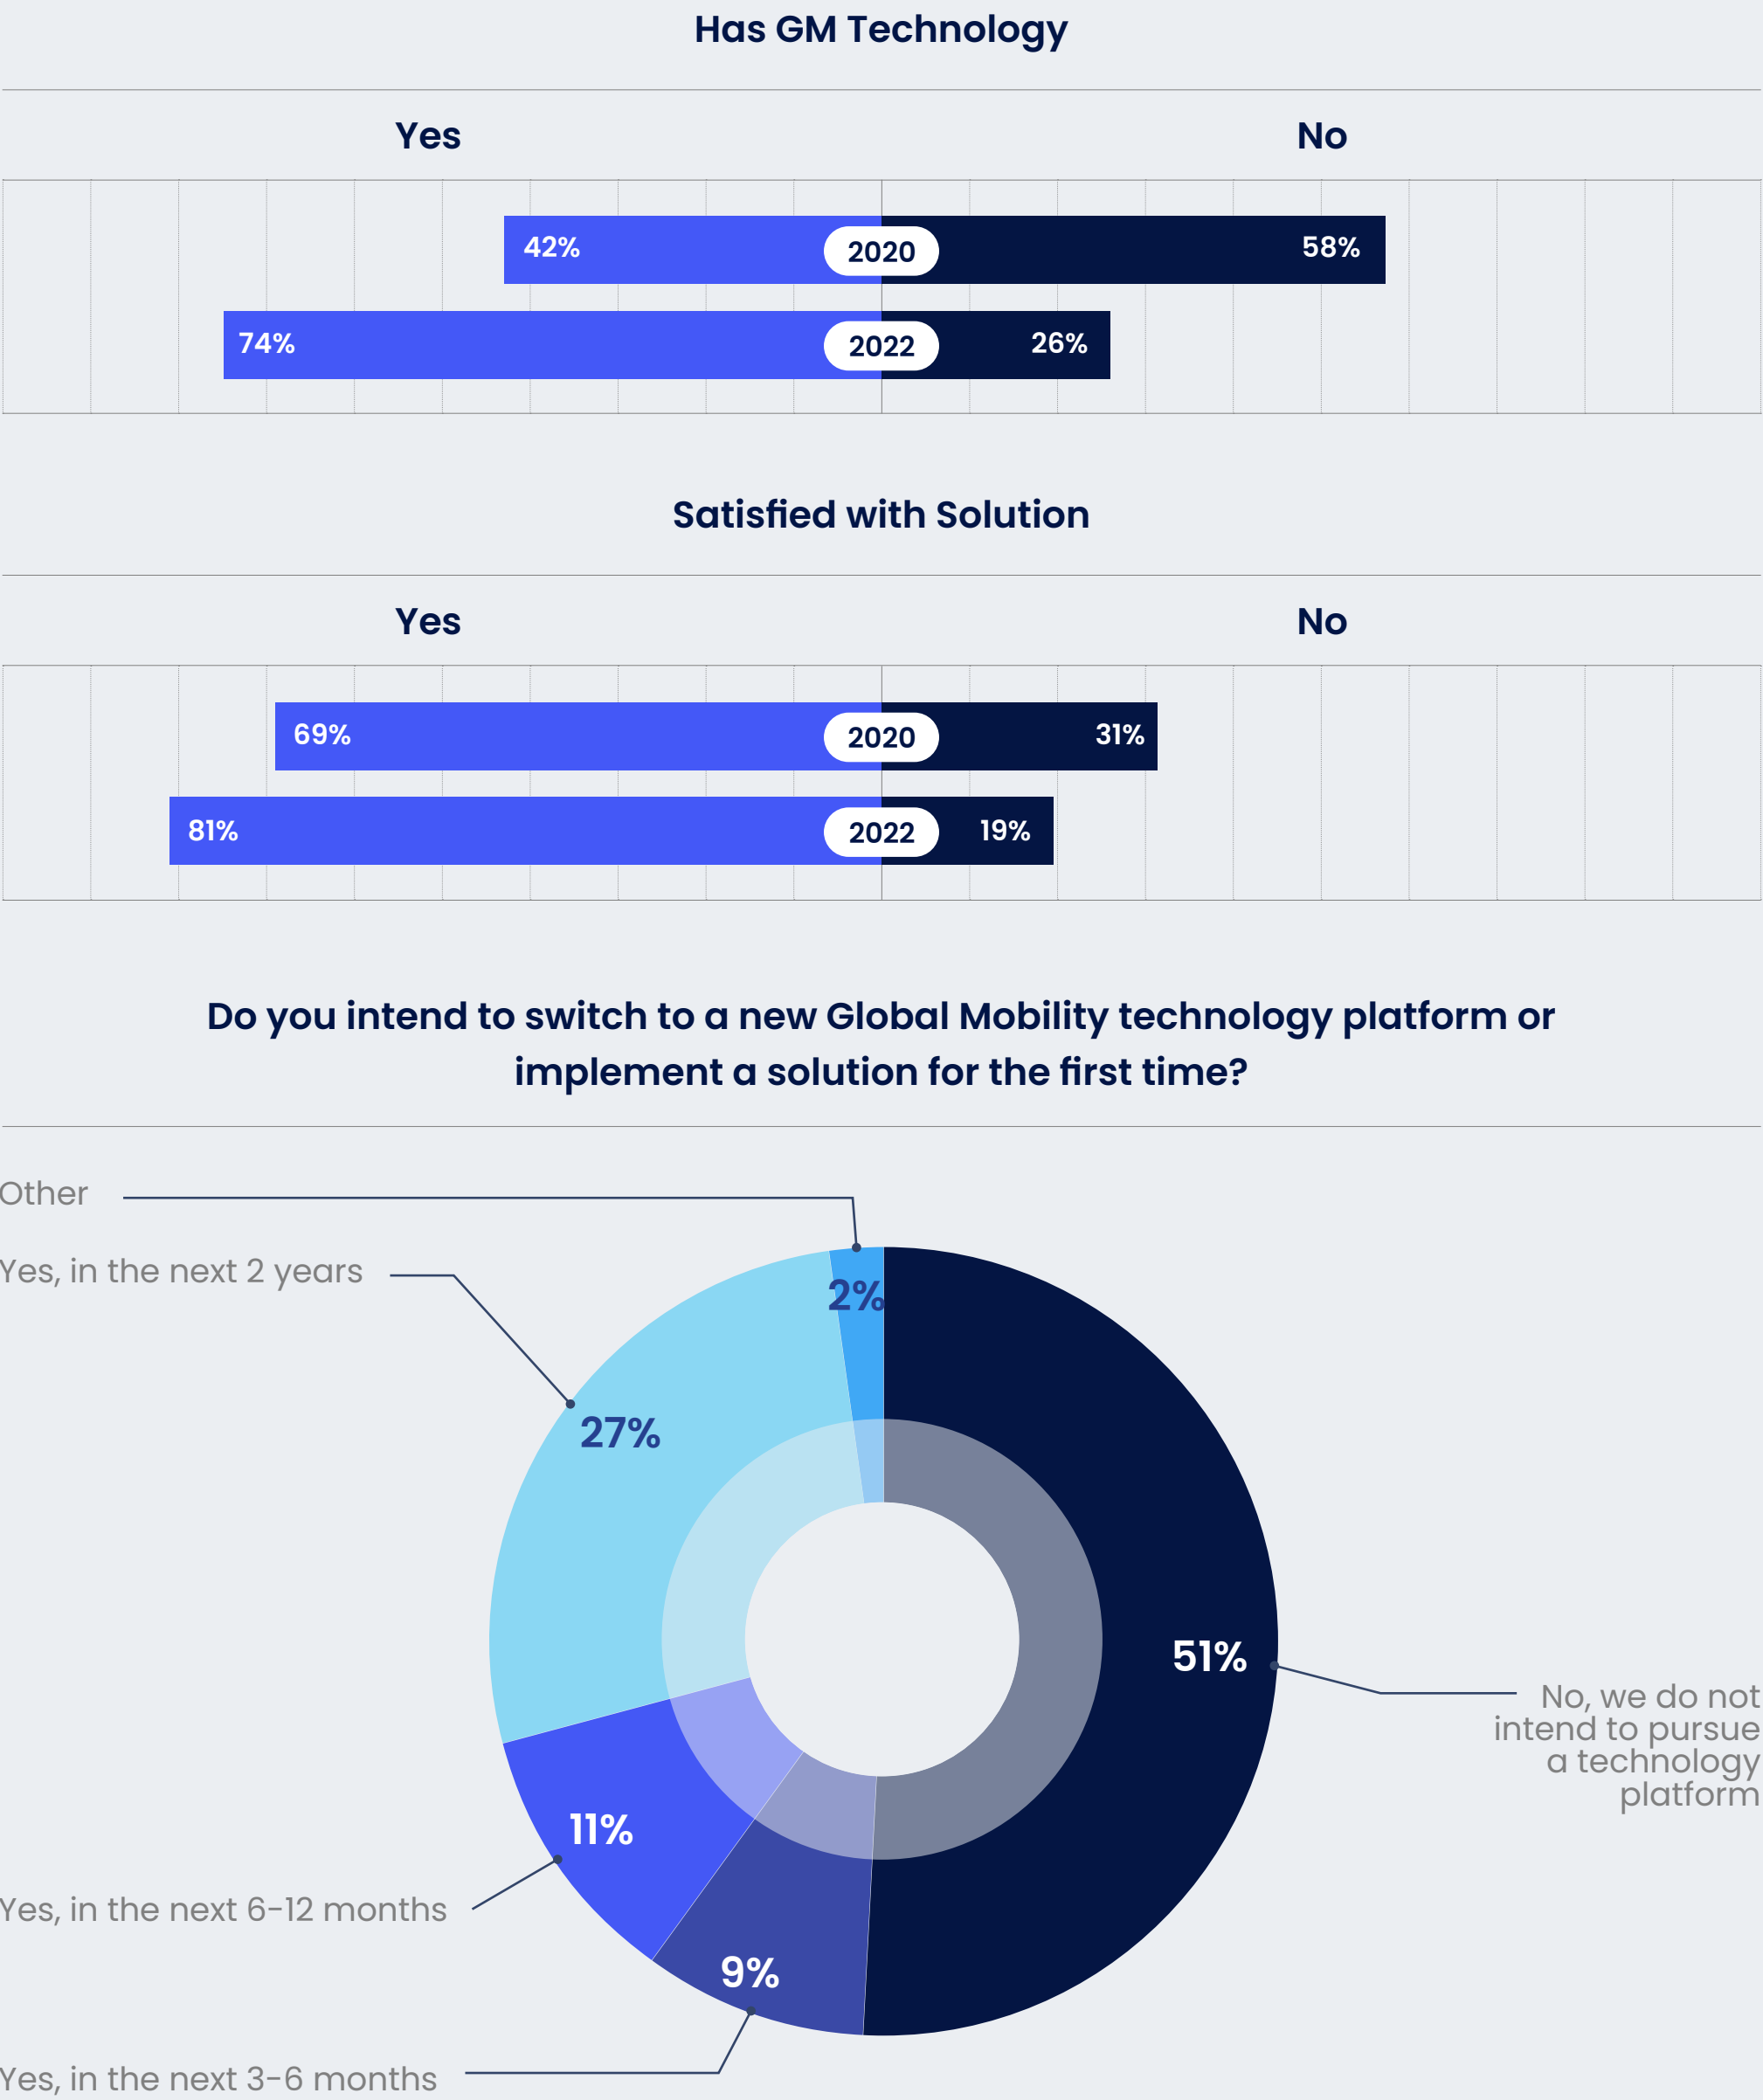 Has GM Technology
Yes
No
42%
2020
58%
74%
2022
26%
Satisfied with Solution
Yes
No
69%
2020
31%
81%
2022
19%
Do you intend to switch to a new Global Mobility technology platform or
implement a solution for the first time?
Other
Yes, in the next 2 years
2%
27%
51%
No, we do not
intend to pursue
a technology
platform
11%
Yes, in the next 6-12 months
9%
Yes, in the next 3-6 months